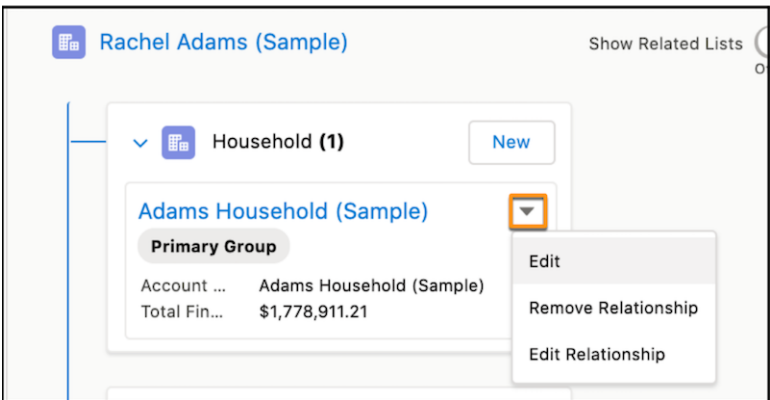 Rachel Adams (Sample)
Show Related Lists
Household (1)
New
Adams Household (Sample)
Primary Group
Edit
Account ... Adams Household (Sample)
Total Fin... $1,778,911.21
Remove Relationship
Edit Relationship